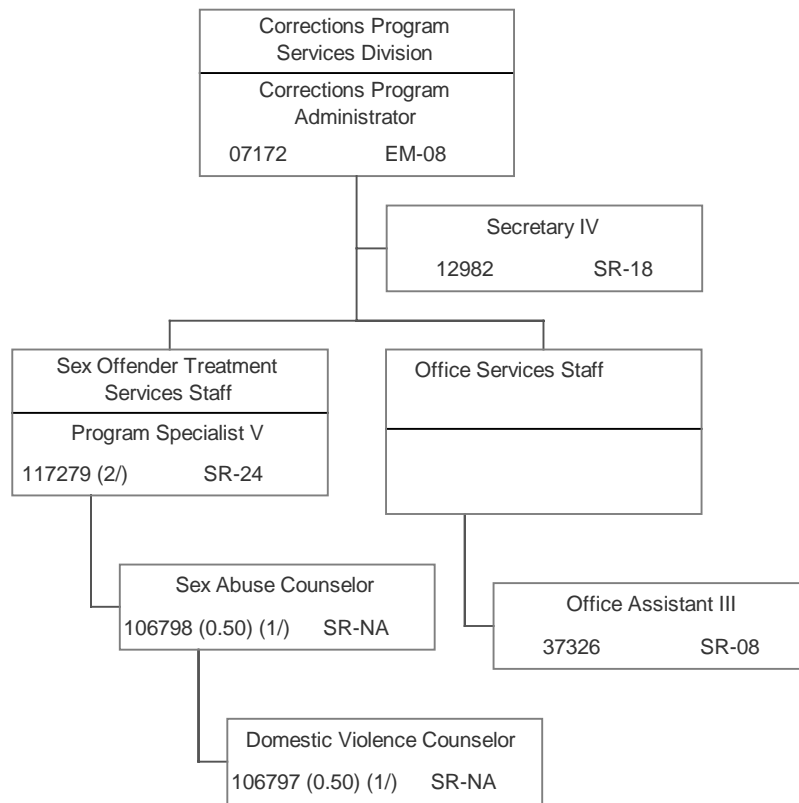 Corrections Program
Services Division
Corrections Program
Administrator
07172 EM-08
Secretary IV
12982 SR-18
Sex Offender Treatment
Services Staff
Program Specialist V
117279 (2/) SR-24
Office Services Staff
Sex Abuse Counselor
106798 (0.50) (1/) SR-NA
Office Assistant III
37326 SR-08
Domestic Violence Counselor
106797 (0.50) (1/) SR-NA